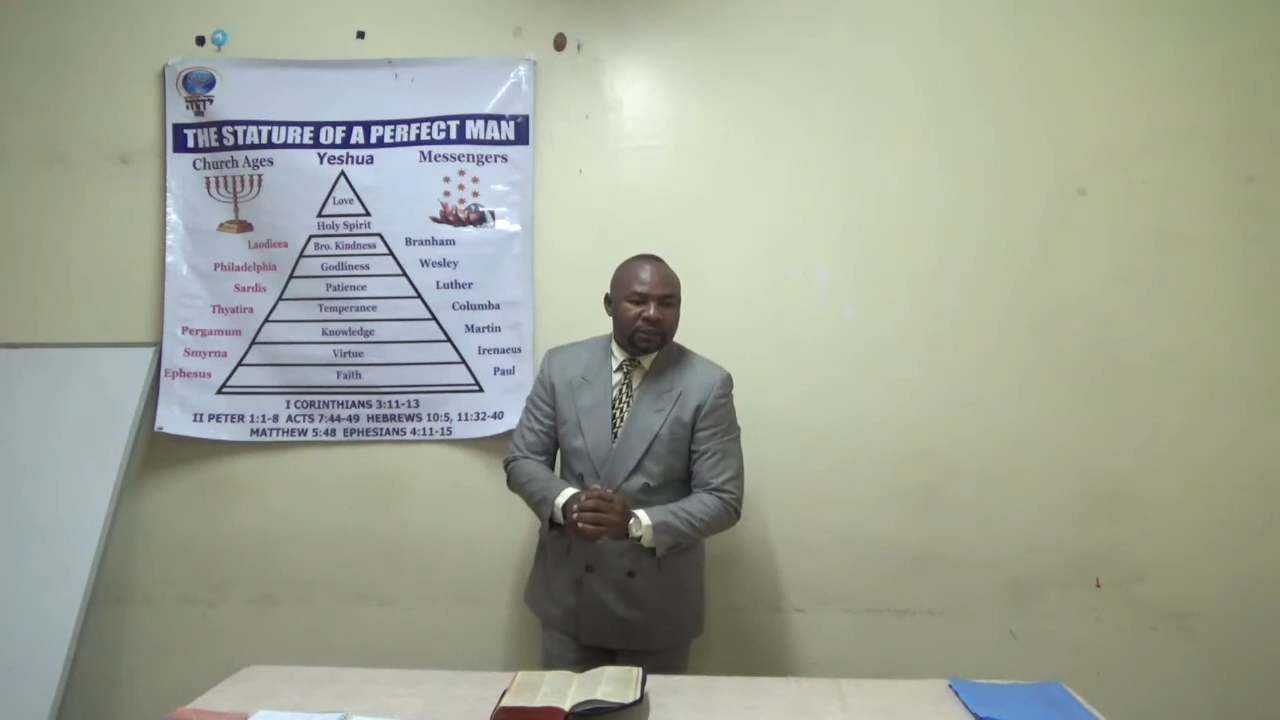 יהוה
THE STATURE OF A PERFECT MAN
Church Ages Yeshua Messengers
Love
Holy Spirit
Laodicea Bro. Kindness Branham
Philadelphia Godliness Wesley
Sardis Patience Luther
Thyatira Temperance Columba
Pergamum Knowledge Martin
Smyrna Virtue Irenaeus
Ephesus Faith Paul
I CORINTHIANS 3:11-13
II PETER 1:1-8 ACTS 7:44-49 HEBREWS 10:5, 11:32-40
MATTHEW 5:48 EPHESIANS 4:11-15